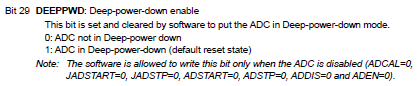 Bit 29 DEEPPWD: Deep-power-down enable
This bit is set and cleared by software to put the ADC in Deep-power-down mode.
0: ADC not in Deep-power down
1: ADC in Deep-power-down (default reset state)
Note: The software is allowed to write this bit only when the ADC is disabled (ADCAL=0,
JADSTART=0, JADSTP=0, ADSTART=0, ADSTP=0, ADDIS=0 and ADEN=0).